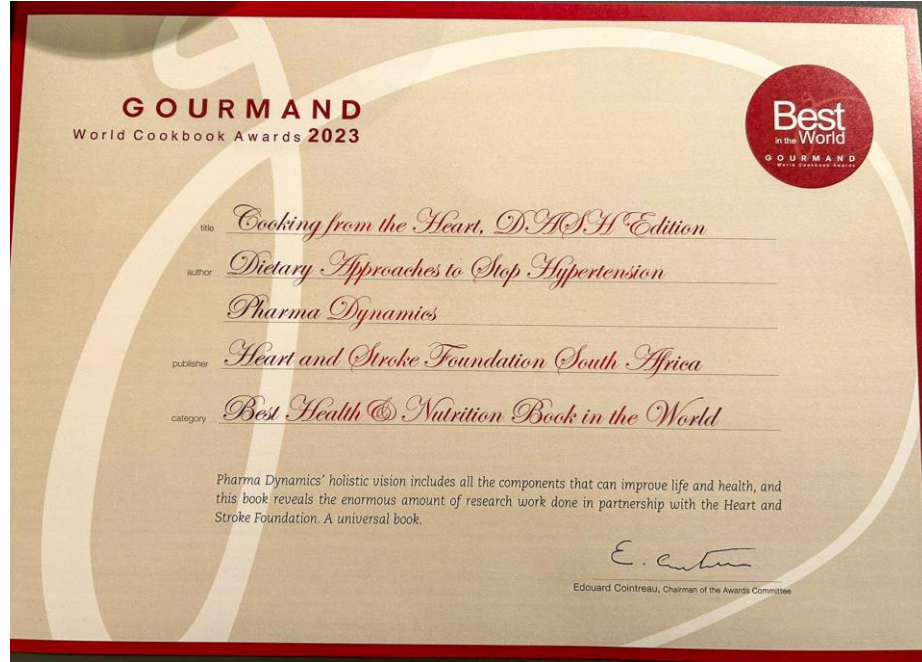 GOURMAND
World Cookbook Awards 2023
Best
in the World
GOURMAND
World Cookbook Awards
title Cooking from the Heart, D.A.S.H Edition
author Dietary Approaches to Stop Hypertension
Pharma Dynamics
publisher Heart and Stroke Foundation South Africa
category Best Health & Nutrition Book in the World
Pharma Dynamics' holistic vision includes all the components that can improve life and health, and
this book reveals the enormous amount of research work done in partnership with the Heart and
Stroke Foundation. A universal book.
Edouard Cointreau, Chairman of the Awards Committee